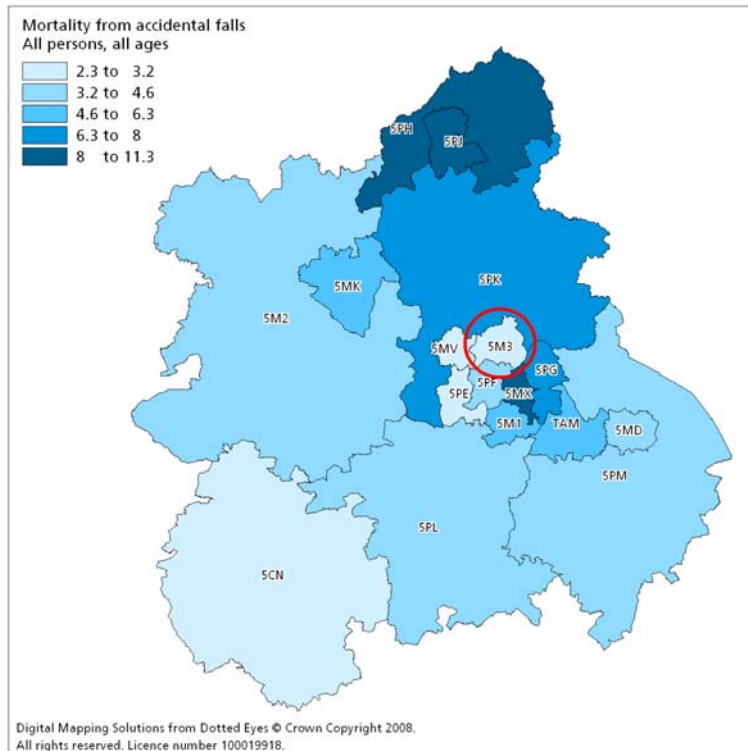 Mortality from accidental falls
All persons, all ages
2.3 to 3.2
3.2 to 4.6
4.6 to 6.3
6.3 to 8
8 to 11.3
5PH
5PJ
5PK
5MK
5M2
5M3
5MV
5PG
5PF
5PE
5MX
5M1
TAM
5MD
5PM
5PL
5CN
Digital Mapping Solutions from Dotted Eyes © Crown Copyright 2008.
All rights reserved. Licence number 100019918.